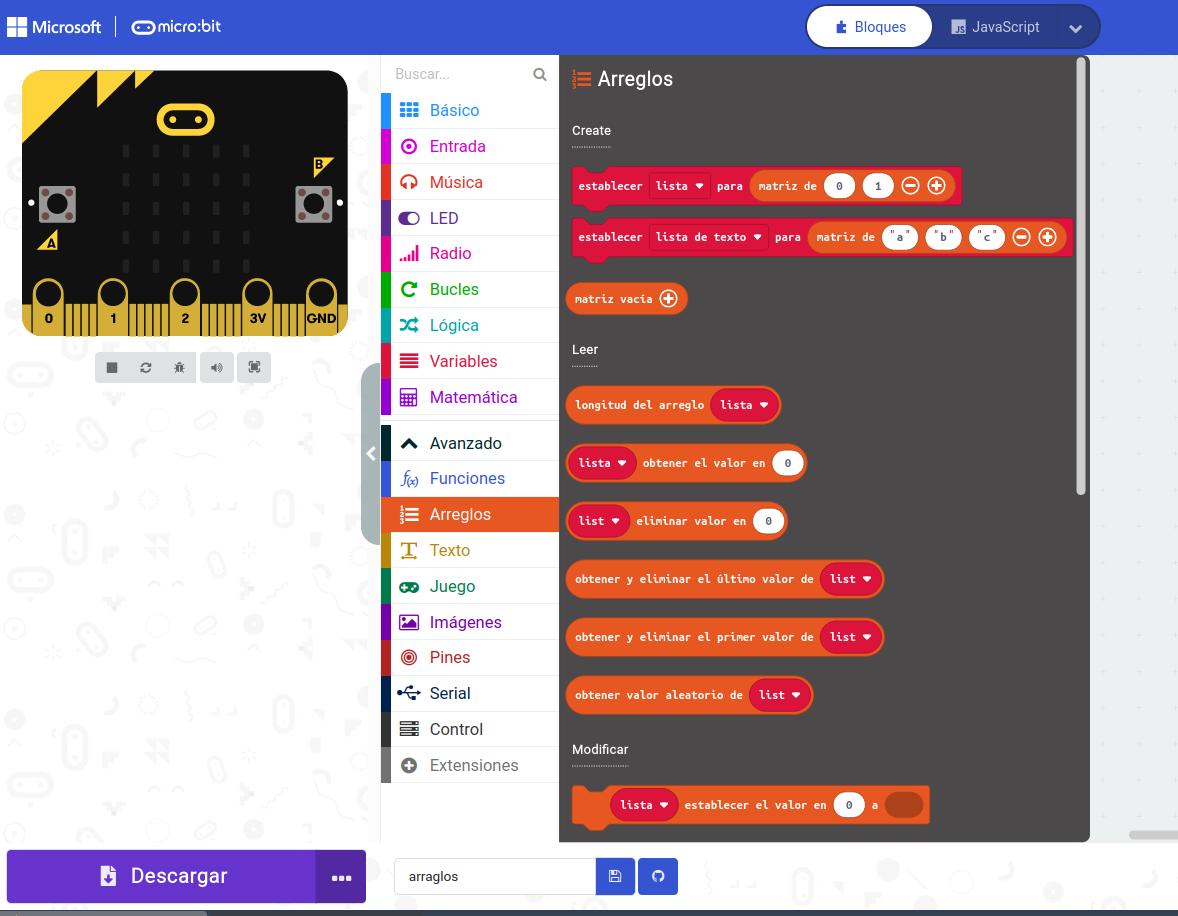 Microsoft micro:bit
Bloques JavaScript
A B
0 1 2 3V GND
Buscar...
Básico
Entrada
Música
LED
Radio
Bucles
Lógica
Variables
Matemática
Avanzado
Funciones
Arreglos
Texto
Juego
Imágenes
Pines
Serial
Control
Extensiones
Arreglos
Create
establecer lista para matriz de 0 1
establecer lista de texto para matriz de "a" "b" "c"
matriz vacía
Leer
longitud del arreglo lista
lista obtener el valor en 0
list eliminar valor en 0
obtener y eliminar el último valor de list
obtener y eliminar el primer valor de list
obtener valor aleatorio de list
Modificar
lista establecer el valor en 0 a
Descargar
arraglos